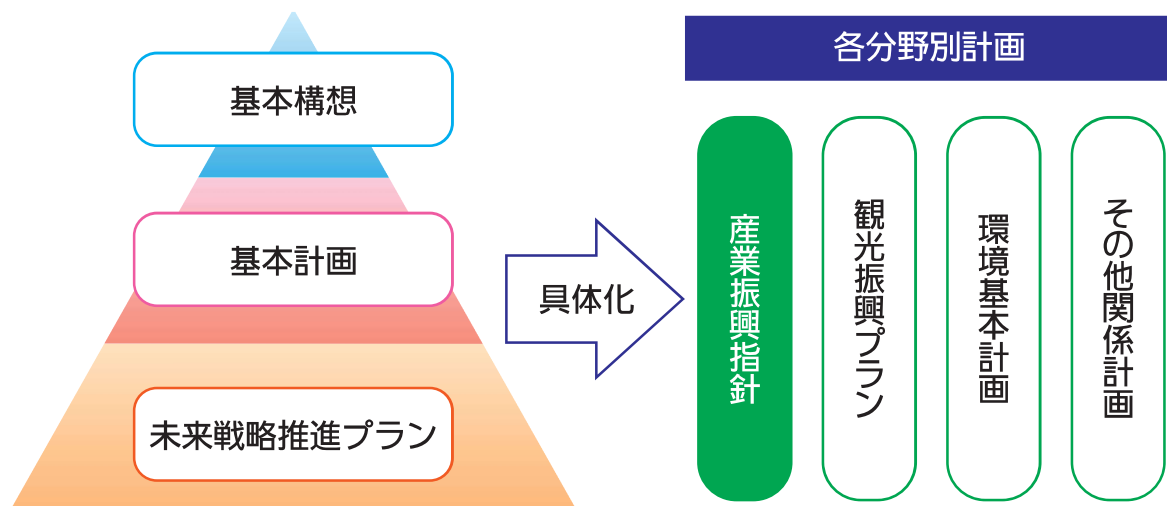 基本構想
基本計画
未来戦略推進プラン
具体化
各分野別計画
産業振興指針
観光振興プラン
環境基本計画
その他関係計画